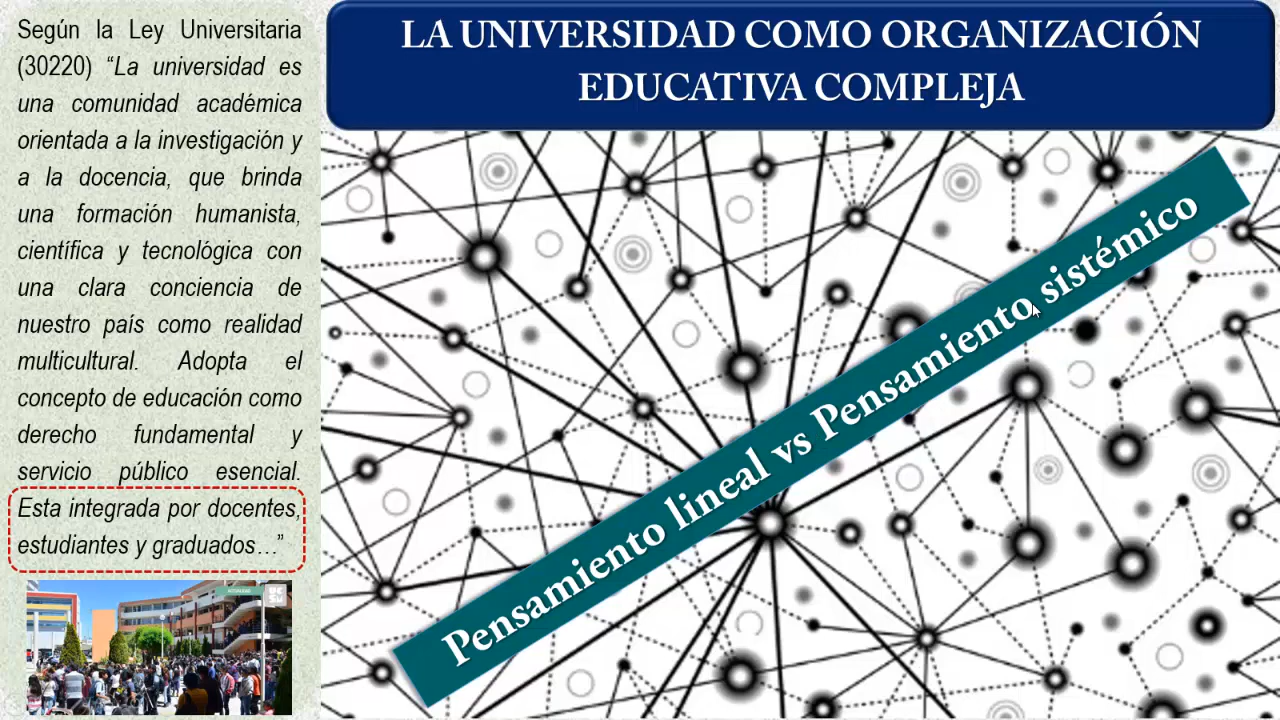 LA UNIVERSIDAD COMO ORGANIZACIÓN
EDUCATIVA COMPLEJA
Según la Ley Universitaria
(30220) “La universidad es
una comunidad académica
orientada a la investigación y
a la docencia, que brinda
una formación humanista,
científica y tecnológica con
una clara conciencia de
nuestro país como realidad
multicultural. Adopta el
concepto de educación como
derecho fundamental y
servicio público esencial.
Esta integrada por docentes,
estudiantes y graduados…”
Pensamiento lineal vs Pensamiento sistémico